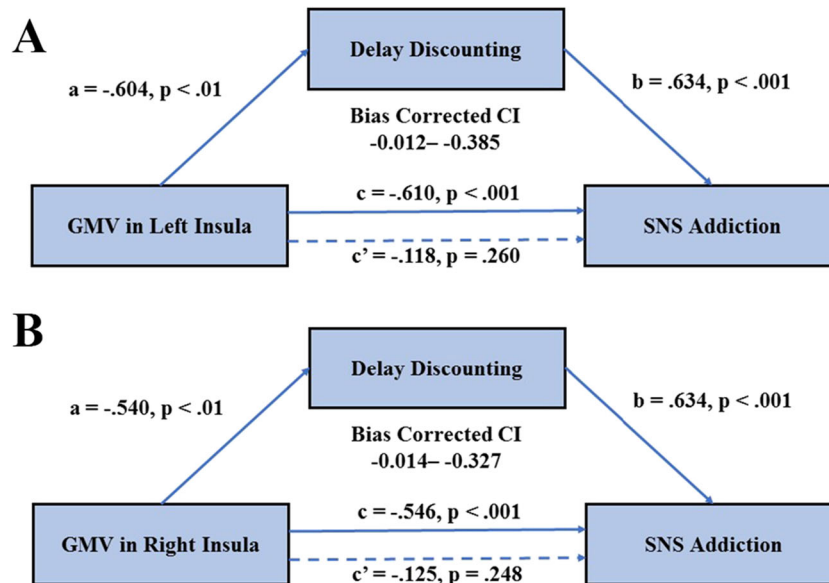 A
Delay Discounting
a = -.604, p < .01
b = .634, p < .001
Bias Corrected CI
-0.012– -0.385
c = -.610, p < .001
GMV in Left Insula
SNS Addiction
c’ = -.118, p = .260
B
Delay Discounting
a = -.540, p < .01
b = .634, p < .001
Bias Corrected CI
-0.014– -0.327
c = -.546, p < .001
GMV in Right Insula
SNS Addiction
c’ = -.125, p = .248